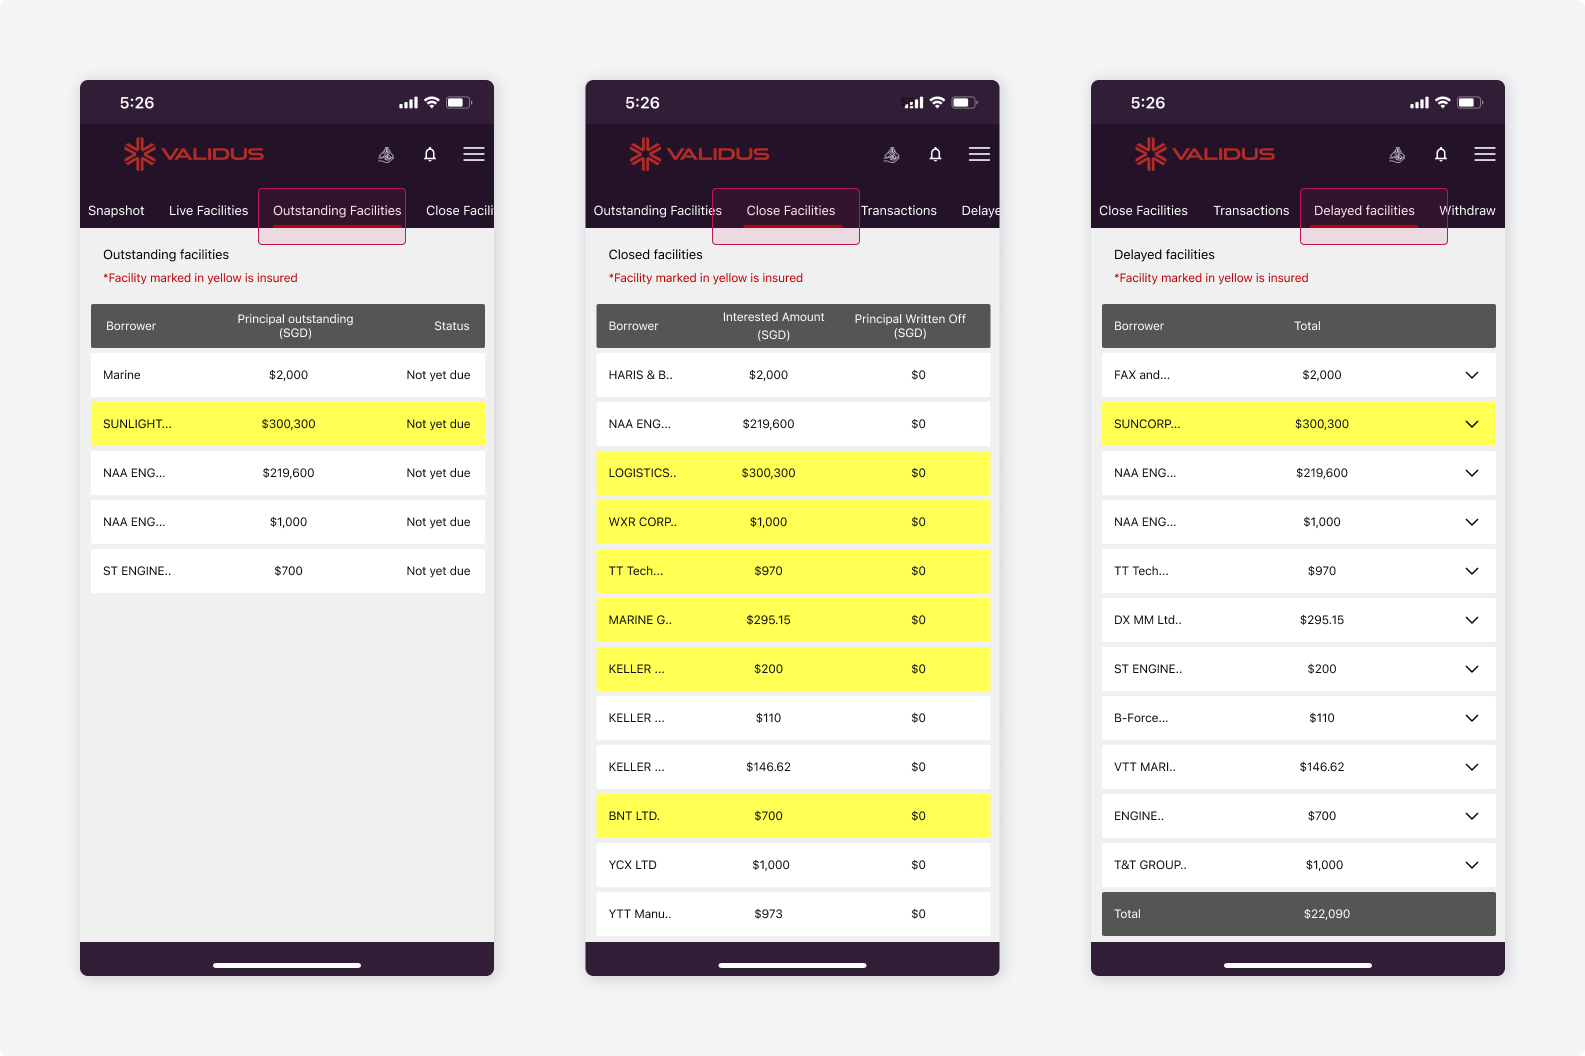 5:26
VALIDUS
Snapshot Live Facilities Outstanding Facilities Close Facili
Outstanding facilities
*Facility marked in yellow is insured
Borrower Principal outstanding (SGD) Status
Marine $2,000 Not yet due
SUNLIGHT... $300,300 Not yet due
NAA ENG... $219,600 Not yet due
NAA ENG... $1,000 Not yet due
ST ENGINE.. $700 Not yet due
5:26
VALIDUS
Outstanding Facilities Close Facilities Transactions Delaye
Closed facilities
*Facility marked in yellow is insured
Borrower Interested Amount (SGD) Principal Written Off (SGD)
HARIS & B.. $2,000 $0
NAA ENG... $219,600 $0
LOGISTICS.. $300,300 $0
WXR CORP.. $1,000 $0
TT Tech... $970 $0
MARINE G.. $295.15 $0
KELLER ... $200 $0
KELLER ... $110 $0
KELLER ... $146.62 $0
BNT LTD. $700 $0
YCX LTD $1,000 $0
YTT Manu.. $973 $0
5:26
VALIDUS
Close Facilities Transactions Delayed facilities Withdraw
Delayed facilities
*Facility marked in yellow is insured
Borrower Total
FAX and... $2,000
SUNCORP... $300,300
NAA ENG... $219,600
NAA ENG... $1,000
TT Tech... $970
DX MM Ltd.. $295.15
ST ENGINE.. $200
B-Force... $110
VTT MARI.. $146.62
ENGINE.. $700
T&T GROUP.. $1,000
Total $22,090